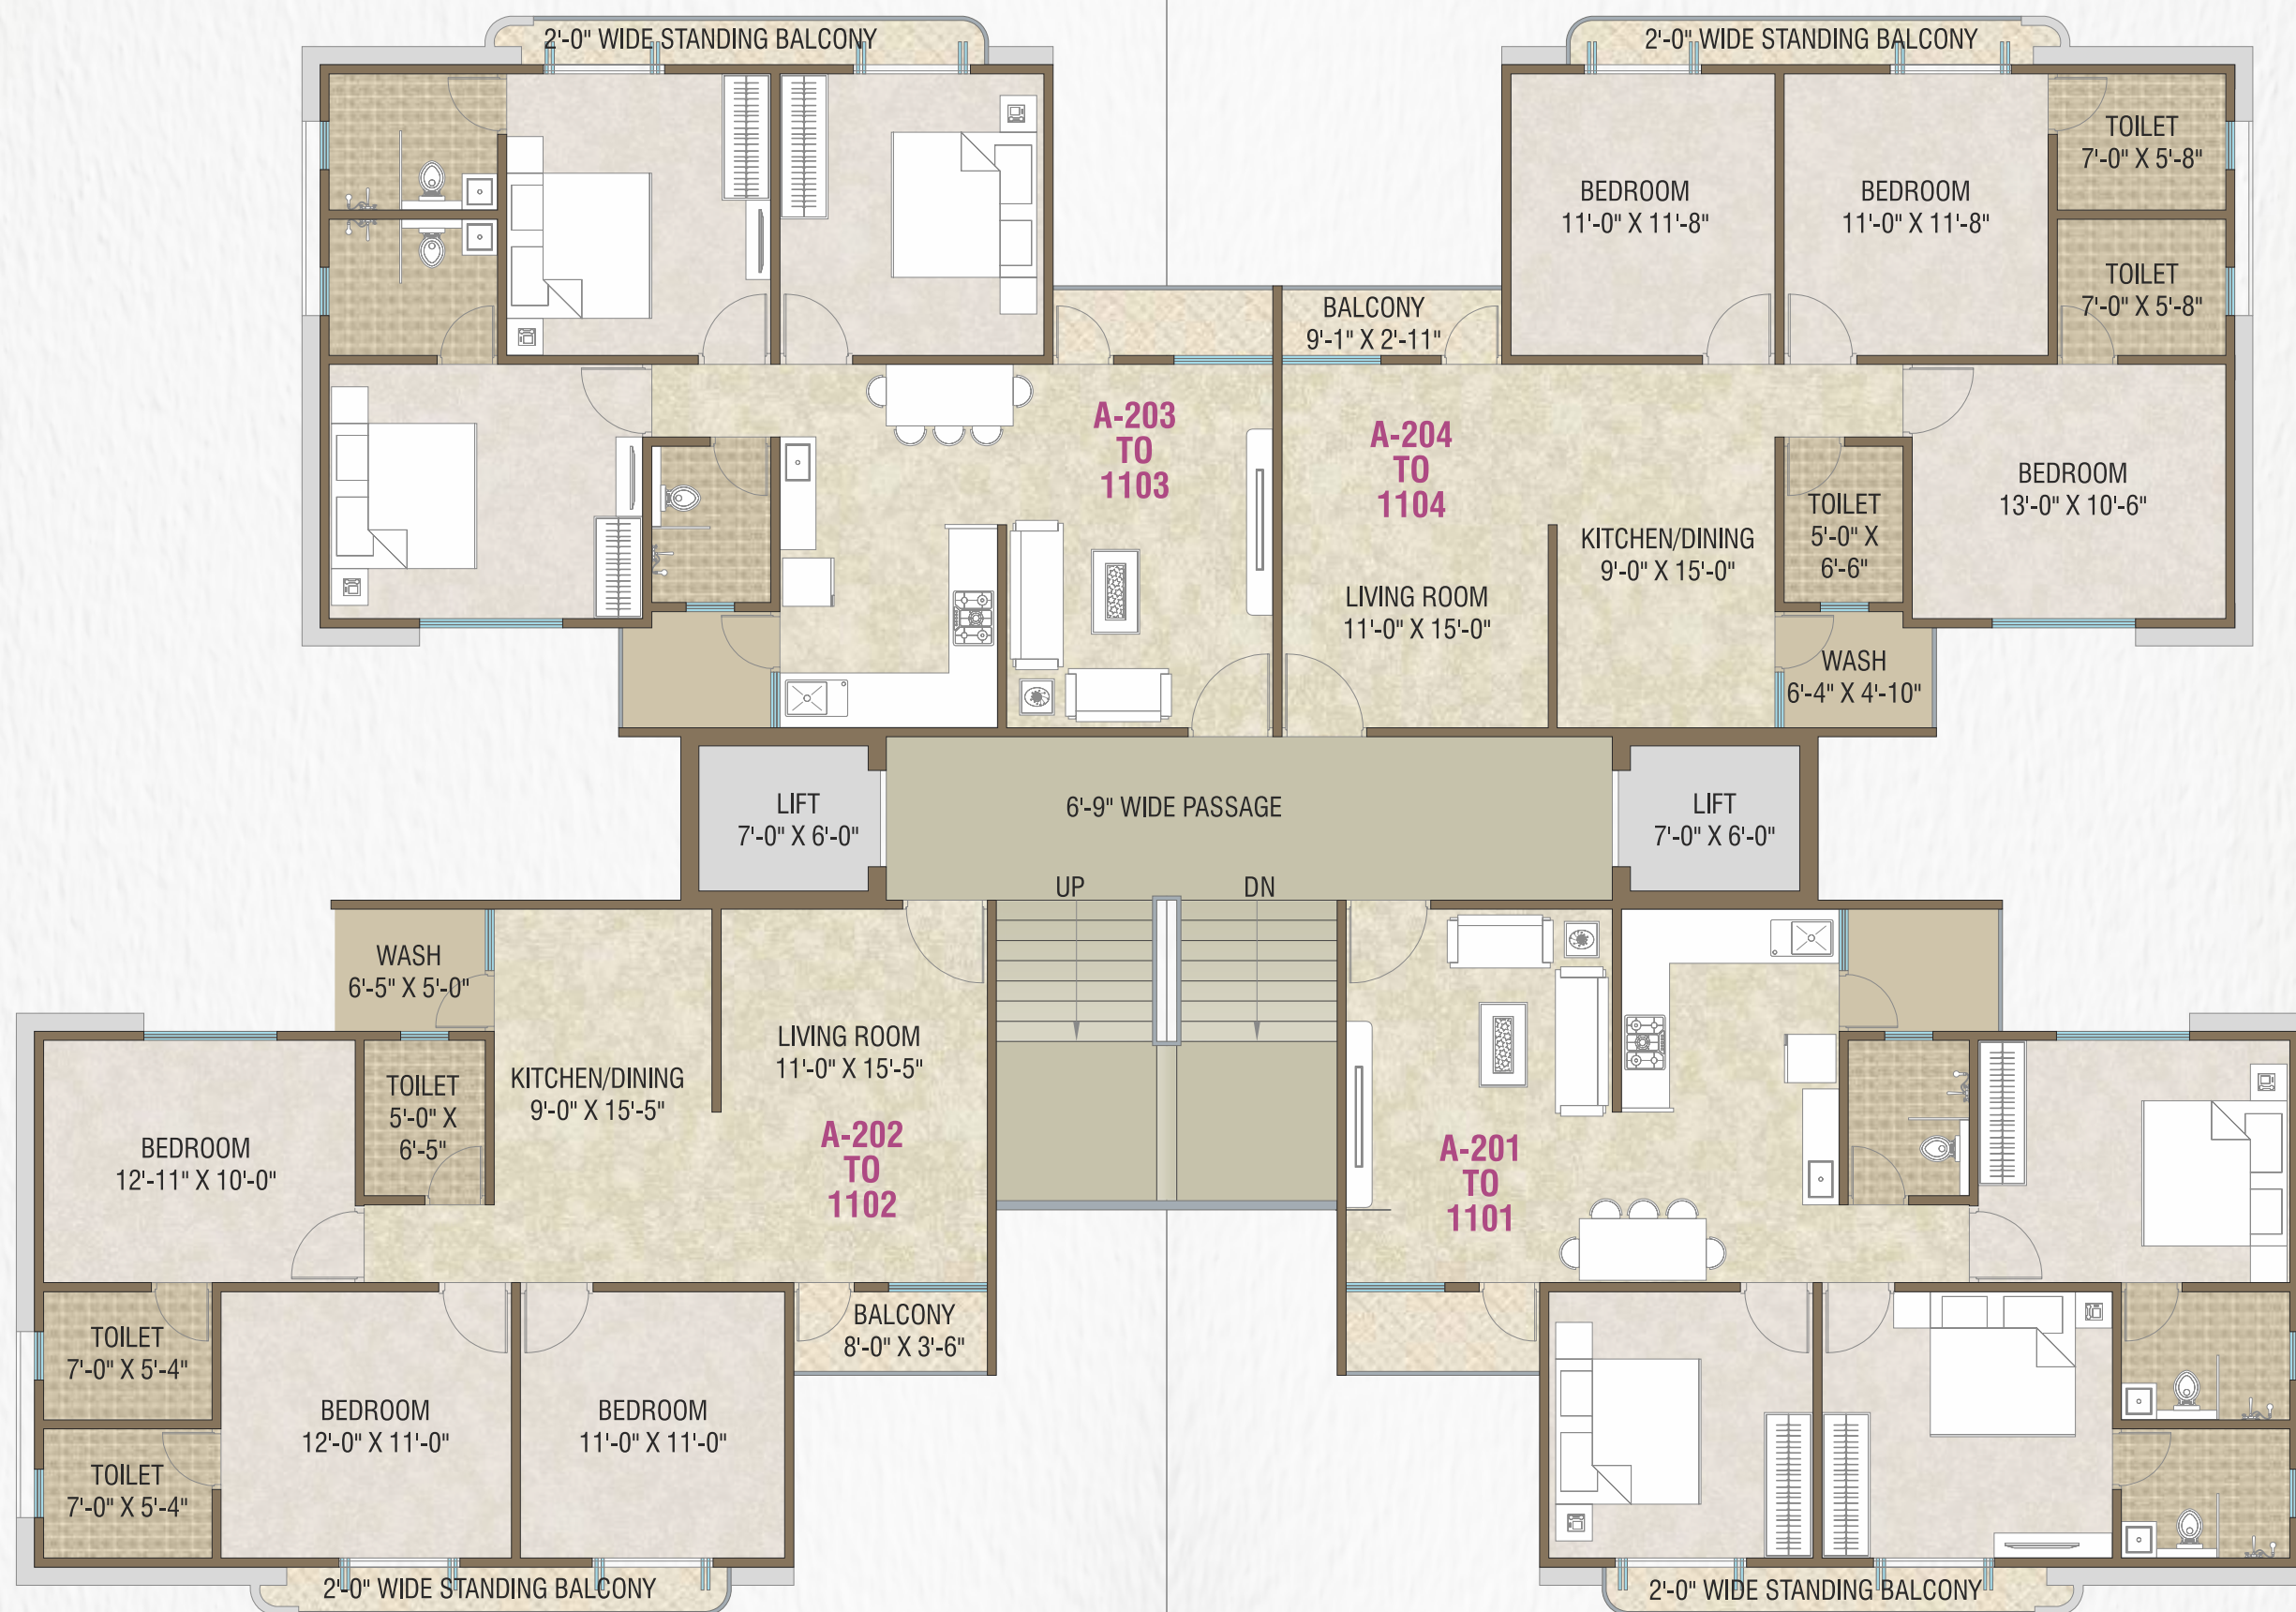 2'-0" WIDE STANDING BALCONY
2'-0" WIDE STANDING BALCONY
TOILET
7'-0" X 5'-8"
BEDROOM
11'-0" X 11'-8"
BEDROOM
11'-0" X 11'-8"
TOILET
7'-0" X 5'-8"
BALCONY
9'-1" X 2'-11"
A-203
TO
1103
A-204
TO
1104
BEDROOM
13'-0" X 10'-6"
TOILET
5'-0" X
6'-6"
KITCHEN/DINING
9'-0" X 15'-0"
LIVING ROOM
11'-0" X 15'-0"
WASH
6'-4" X 4'-10"
LIFT
7'-0" X 6'-0"
6'-9" WIDE PASSAGE
LIFT
7'-0" X 6'-0"
UP
DN
WASH
6'-5" X 5'-0"
LIVING ROOM
11'-0" X 15'-5"
KITCHEN/DINING
9'-0" X 15'-5"
TOILET
5'-0" X
6'-5"
BEDROOM
12'-11" X 10'-0"
A-202
TO
1102
A-201
TO
1101
BALCONY
8'-0" X 3'-6"
TOILET
7'-0" X 5'-4"
BEDROOM
12'-0" X 11'-0"
BEDROOM
11'-0" X 11'-0"
TOILET
7'-0" X 5'-4"
2'-0" WIDE STANDING BALCONY
2'-0" WIDE STANDING BALCONY